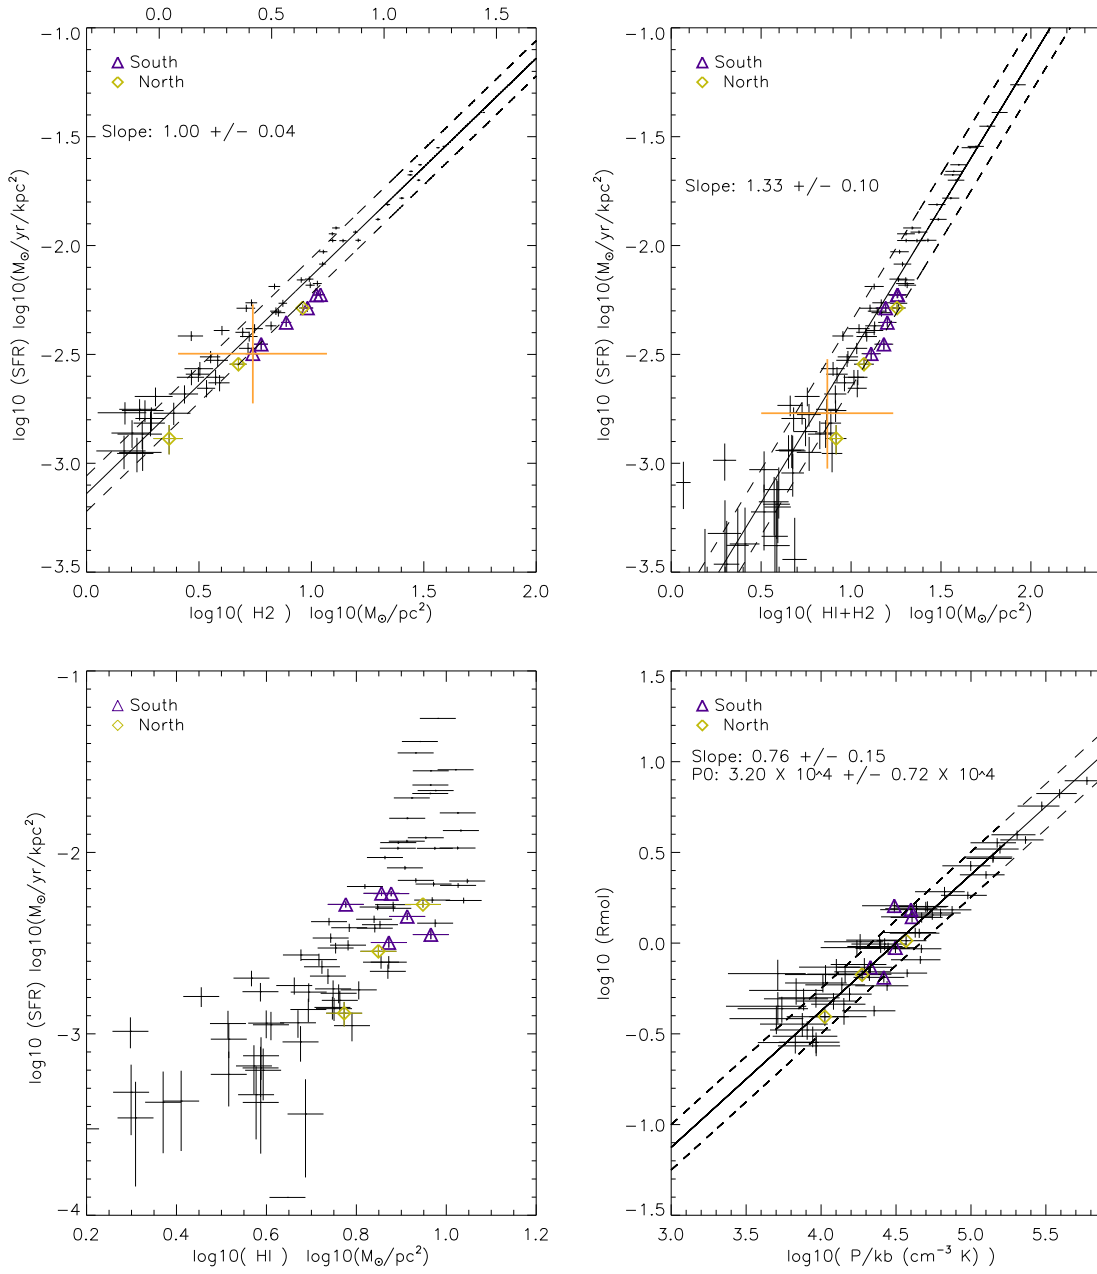 0.0 0.5 1.0 1.5
−1.0
−1.5
−2.0
−2.5
−3.0
−3.5
log10 (SFR) log10(M⊙/yr/kpc²)
South
North
Slope: 1.00 +/− 0.04
0.0 0.5 1.0 1.5 2.0
log10( H2 ) log10(M⊙/pc²)
−1.0
−1.5
−2.0
−2.5
−3.0
−3.5
log10 (SFR) log10(M⊙/yr/kpc²)
South
North
Slope: 1.33 +/− 0.10
0.0 0.5 1.0 1.5 2.0
log10( HI+H2 ) log10(M⊙/pc²)
−1
−2
−3
−4
log10 (SFR) log10(M⊙/yr/kpc²)
South
North
0.2 0.4 0.6 0.8 1.0 1.2
log10( HI ) log10(M⊙/pc²)
1.5
1.0
0.5
0.0
−0.5
−1.0
−1.5
log10 (Rmol)
South
North
Slope: 0.76 +/− 0.15
P0: 3.20 X 10^4 +/− 0.72 X 10^4
3.0 3.5 4.0 4.5 5.0 5.5
log10( P/kb (cm⁻³ K) )